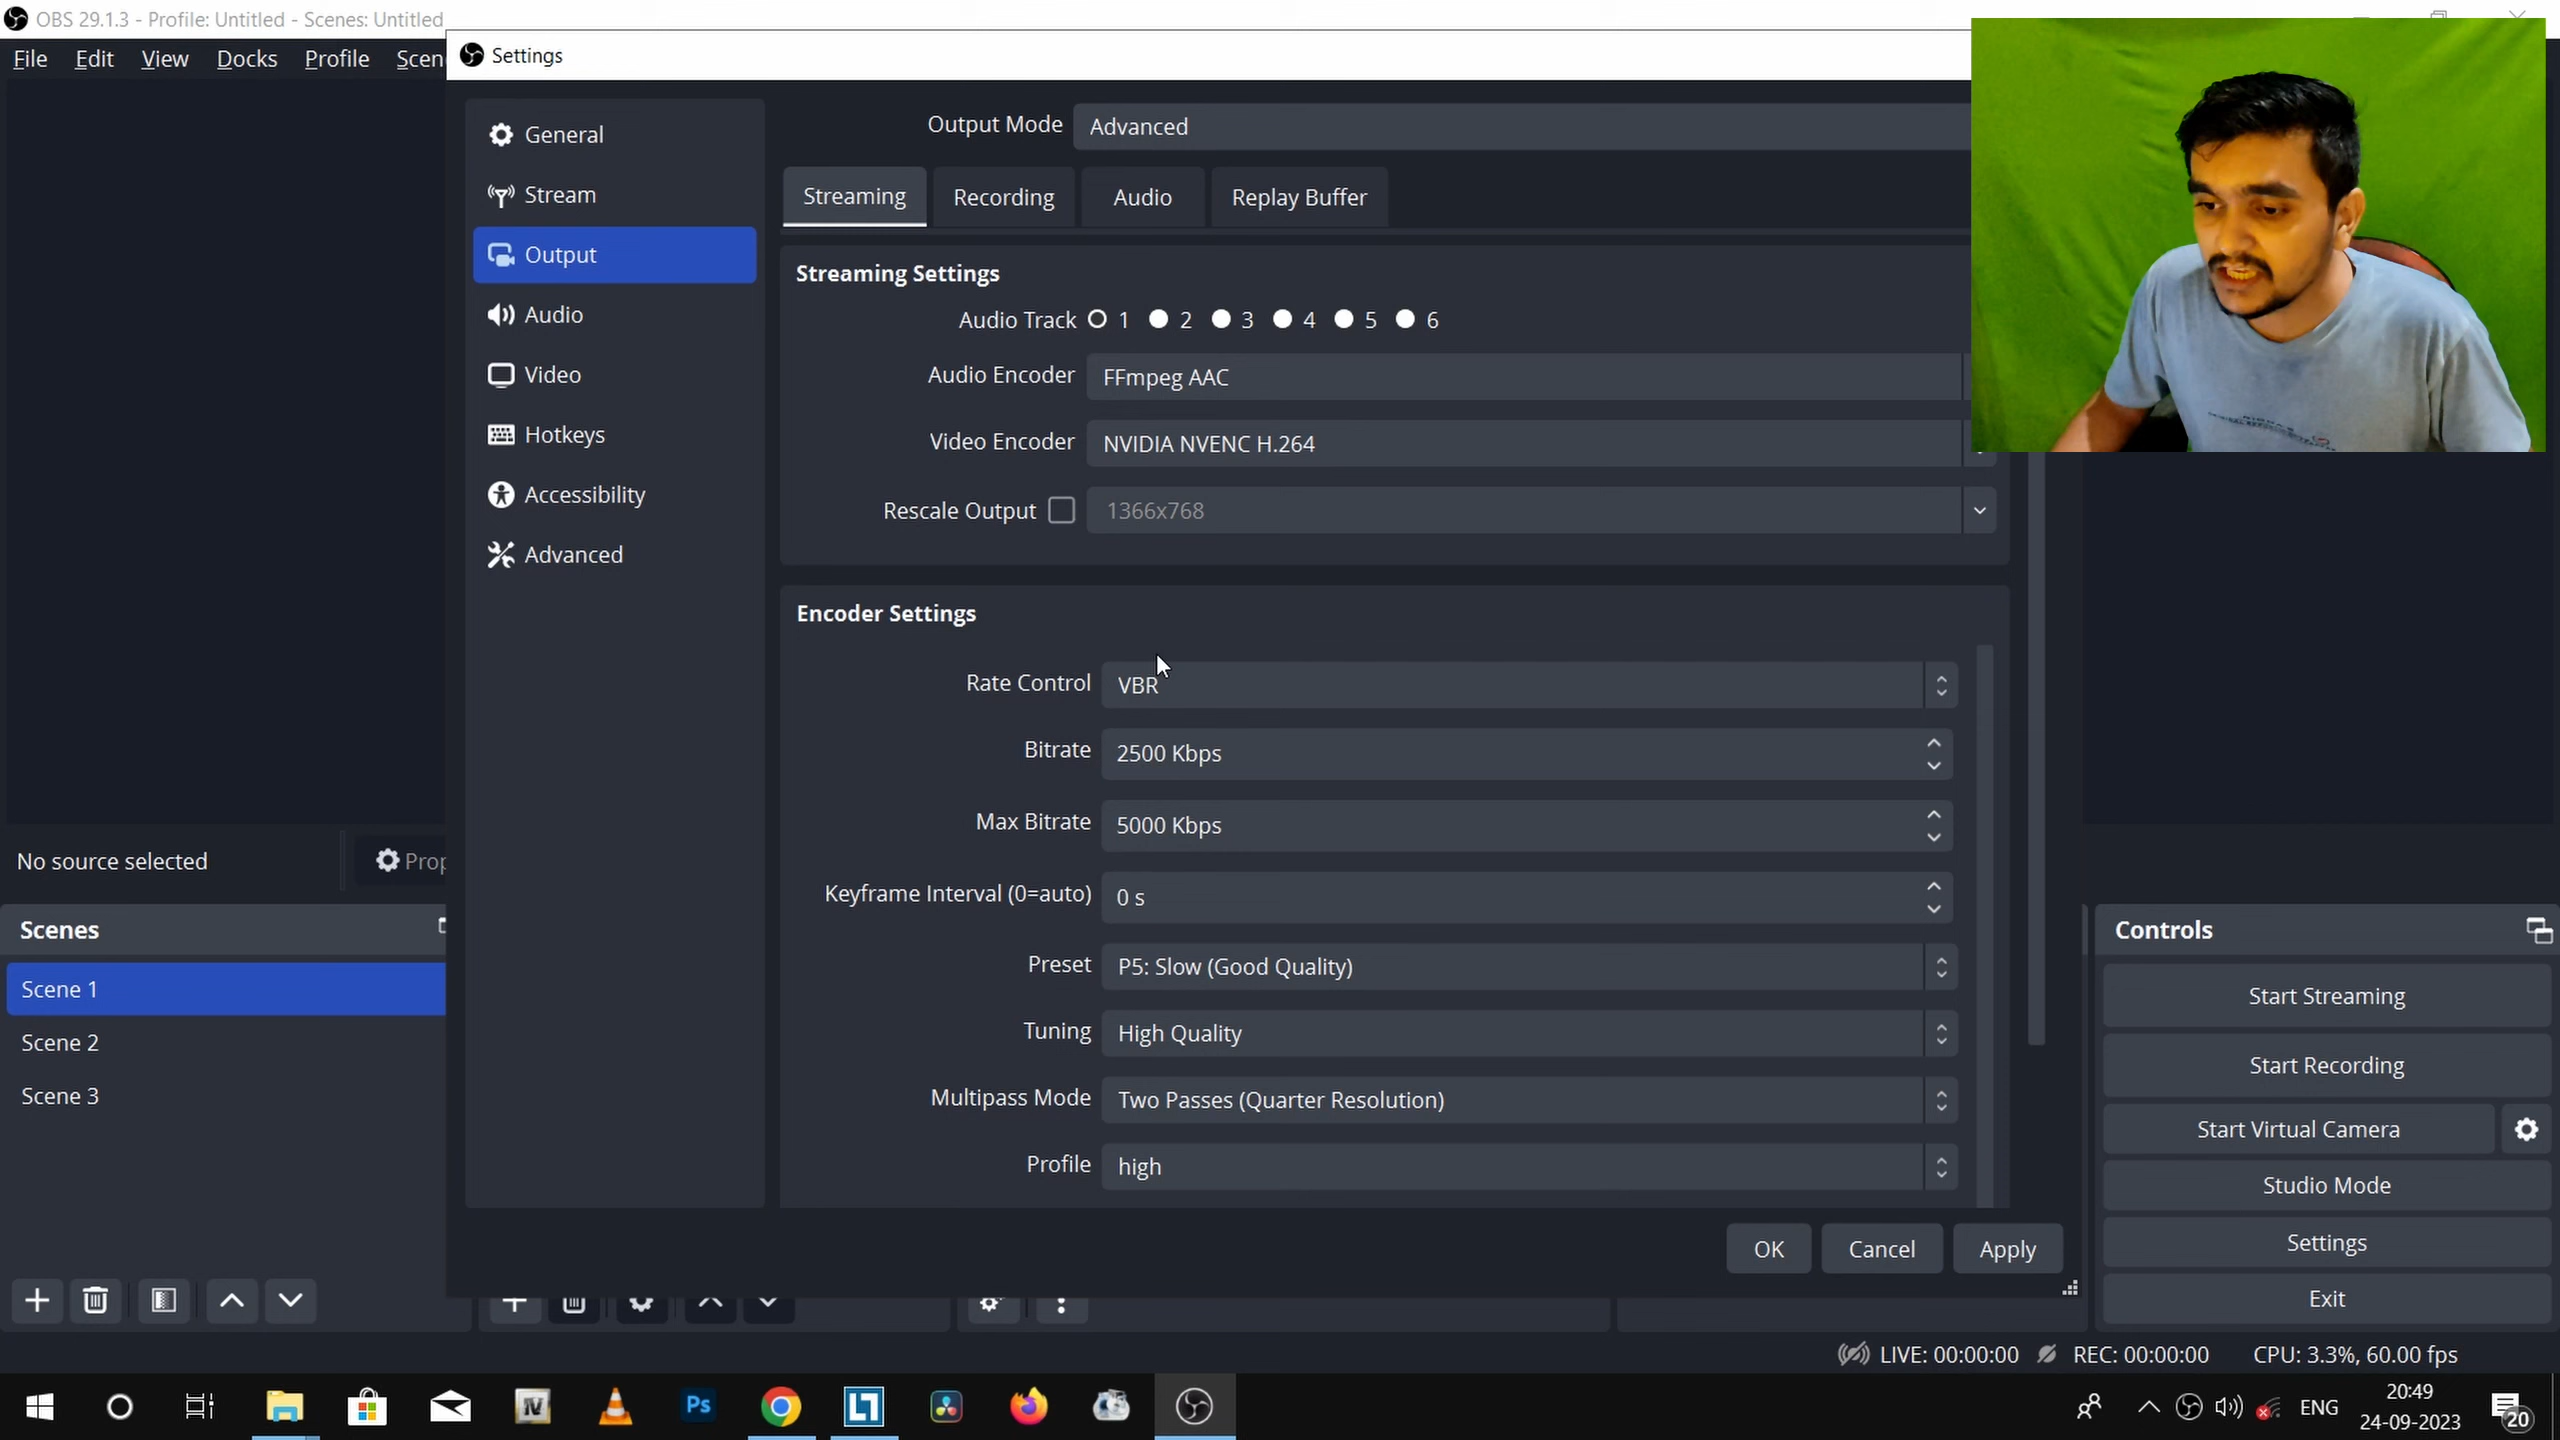 OBS 29.1.3 - Profile: Untitled - Scenes: Untitled
File Edit View Docks Profile Scen
Settings
General
Stream
Output
Audio
Video
Hotkeys
Accessibility
Advanced
Output Mode Advanced
Streaming Recording Audio Replay Buffer
Streaming Settings
Audio Track 1 2 3 4 5 6
Audio Encoder FFmpeg AAC
Video Encoder NVIDIA NVENC H.264
Rescale Output 1366x768
Encoder Settings
Rate Control VBR
Bitrate 2500 Kbps
Max Bitrate 5000 Kbps
Keyframe Interval (0=auto) 0 s
Preset P5: Slow (Good Quality)
Tuning High Quality
Multipass Mode Two Passes (Quarter Resolution)
Profile high
OK Cancel Apply
No source selected
Prop
Scenes
Scene 1
Scene 2
Scene 3
Controls
Start Streaming
Start Recording
Start Virtual Camera
Studio Mode
Settings
Exit
LIVE: 00:00:00 REC: 00:00:00 CPU: 3.3%, 60.00 fps
Ps
ENG
20:49
24-09-2023
20